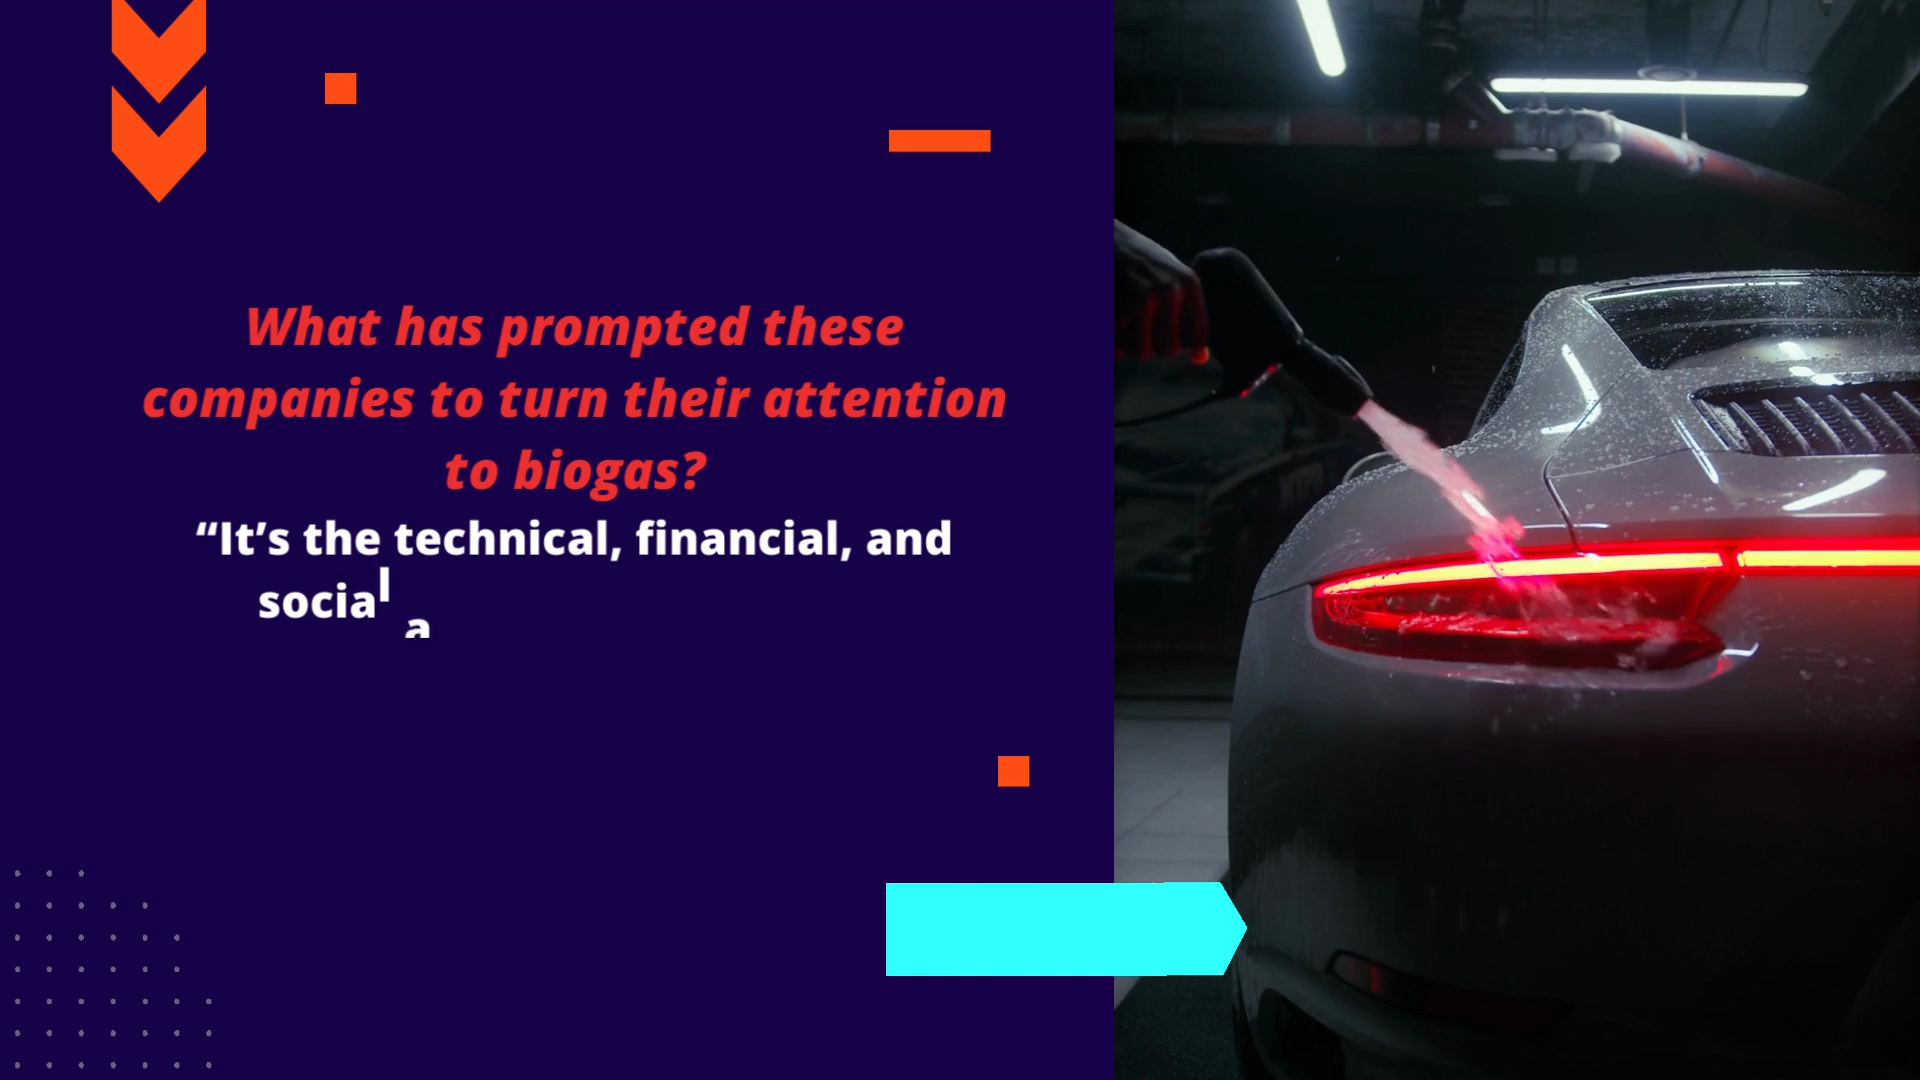 What has prompted these
companies to turn their attention
to biogas?
“It’s the technical, financial, and
social a